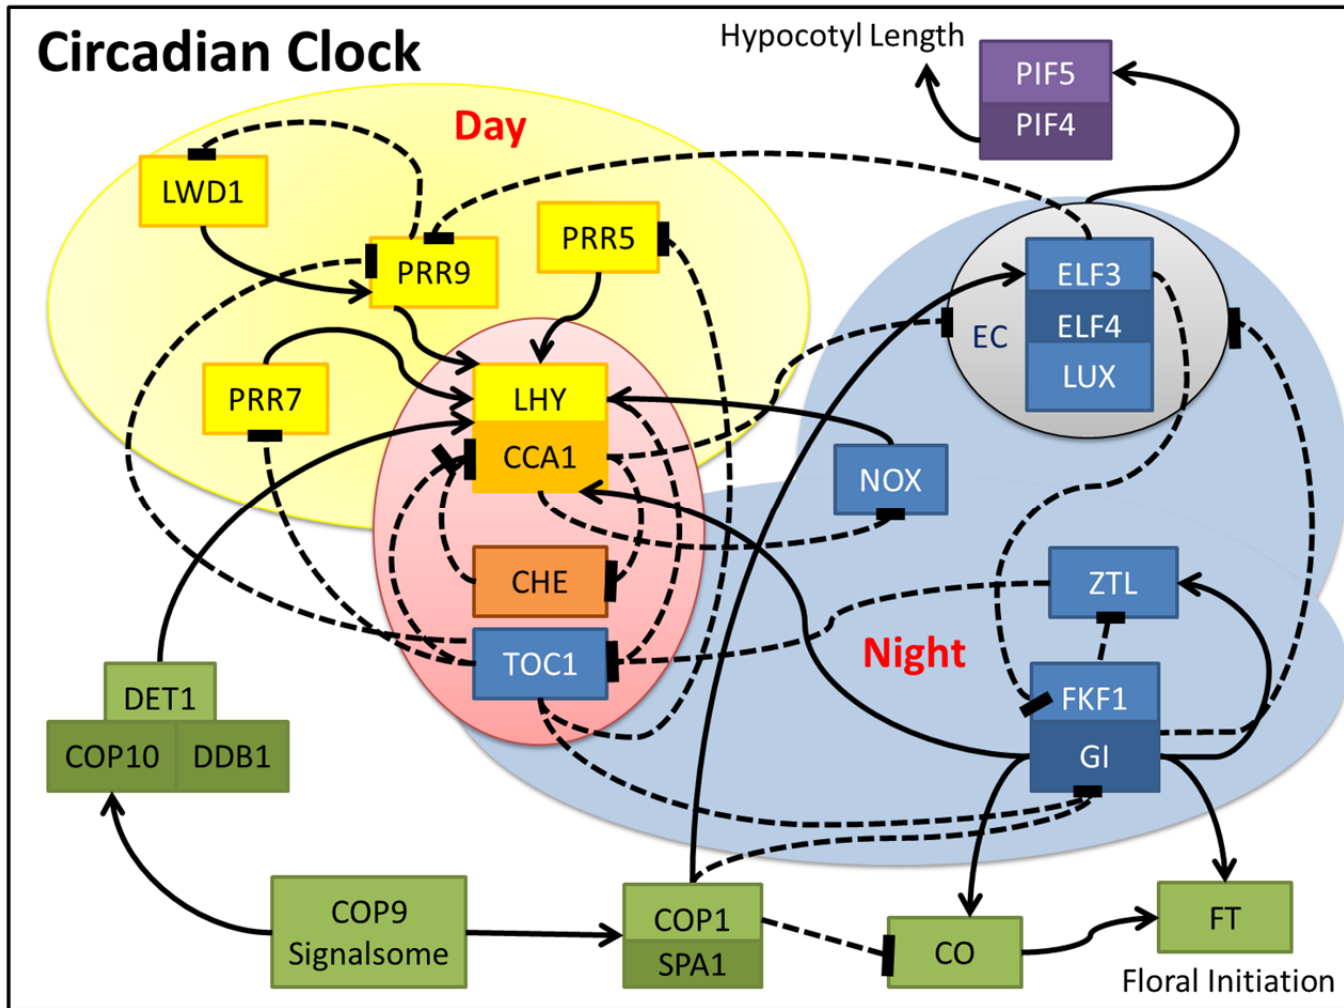 Circadian Clock
Hypocotyl Length
PIF5
PIF4
Day
LWD1
PRR9
PRR5
ELF3
ELF4
EC
LUX
PRR7
LHY
CCA1
NOX
CHE
ZTL
TOC1
Night
FKF1
GI
DET1
COP10
DDB1
COP9
Signalsome
COP1
SPA1
CO
FT
Floral Initiation